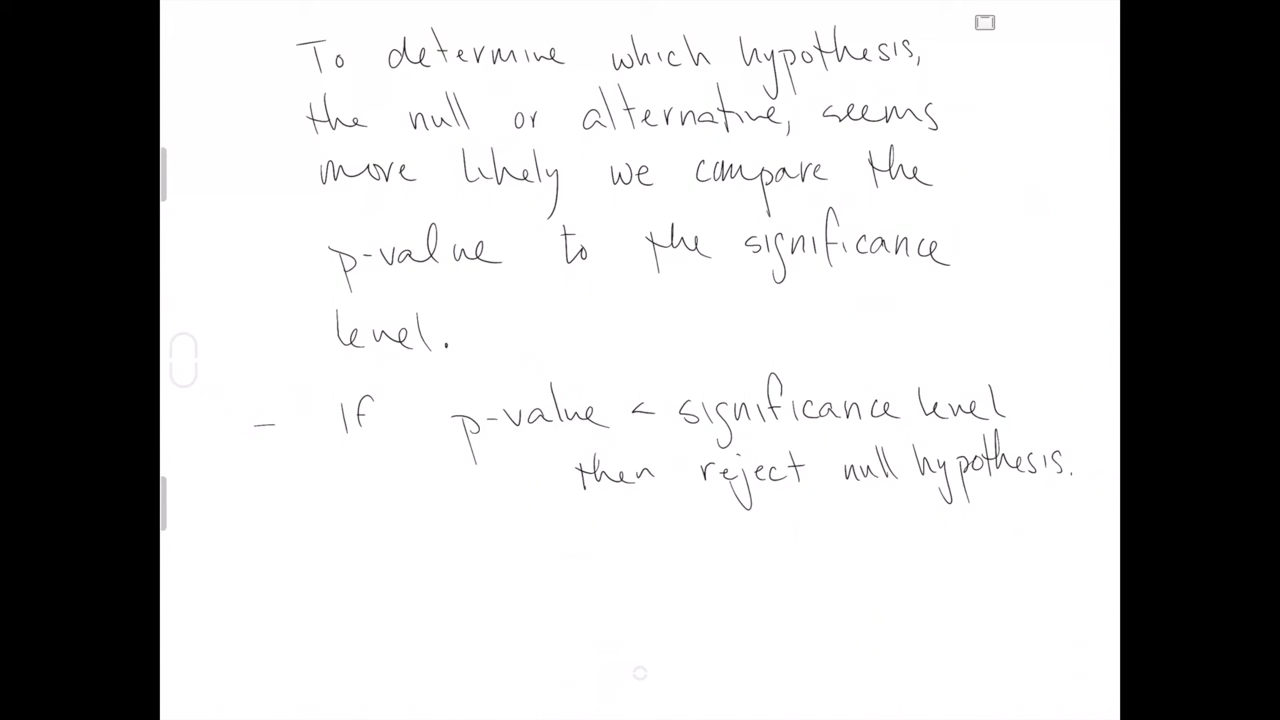 To determine which hypothesis,
the null or alternative, seems
more likely we compare the
p-value to the significance
level.
- If p-value < significance level
then reject null hypothesis.